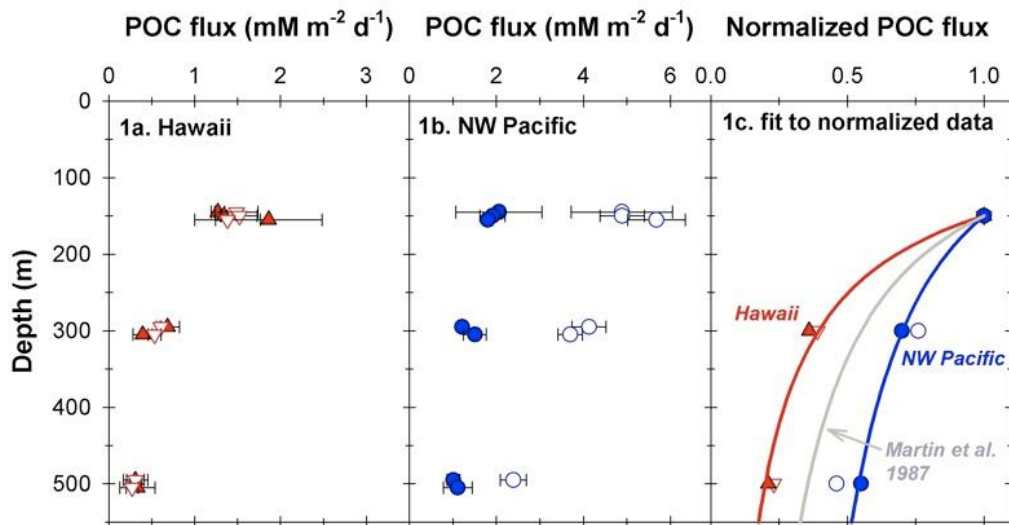 POC flux (mM m-2 d-1) POC flux (mM m-2 d-1) Normalized POC flux
0 1 2 3 0 2 4 6 0.0 0.5 1.0
0
1a. Hawaii 1b. NW Pacific 1c. fit to normalized data
100
200
300
400
500
Depth (m)
Hawaii
NW Pacific
Martin et al.
1987